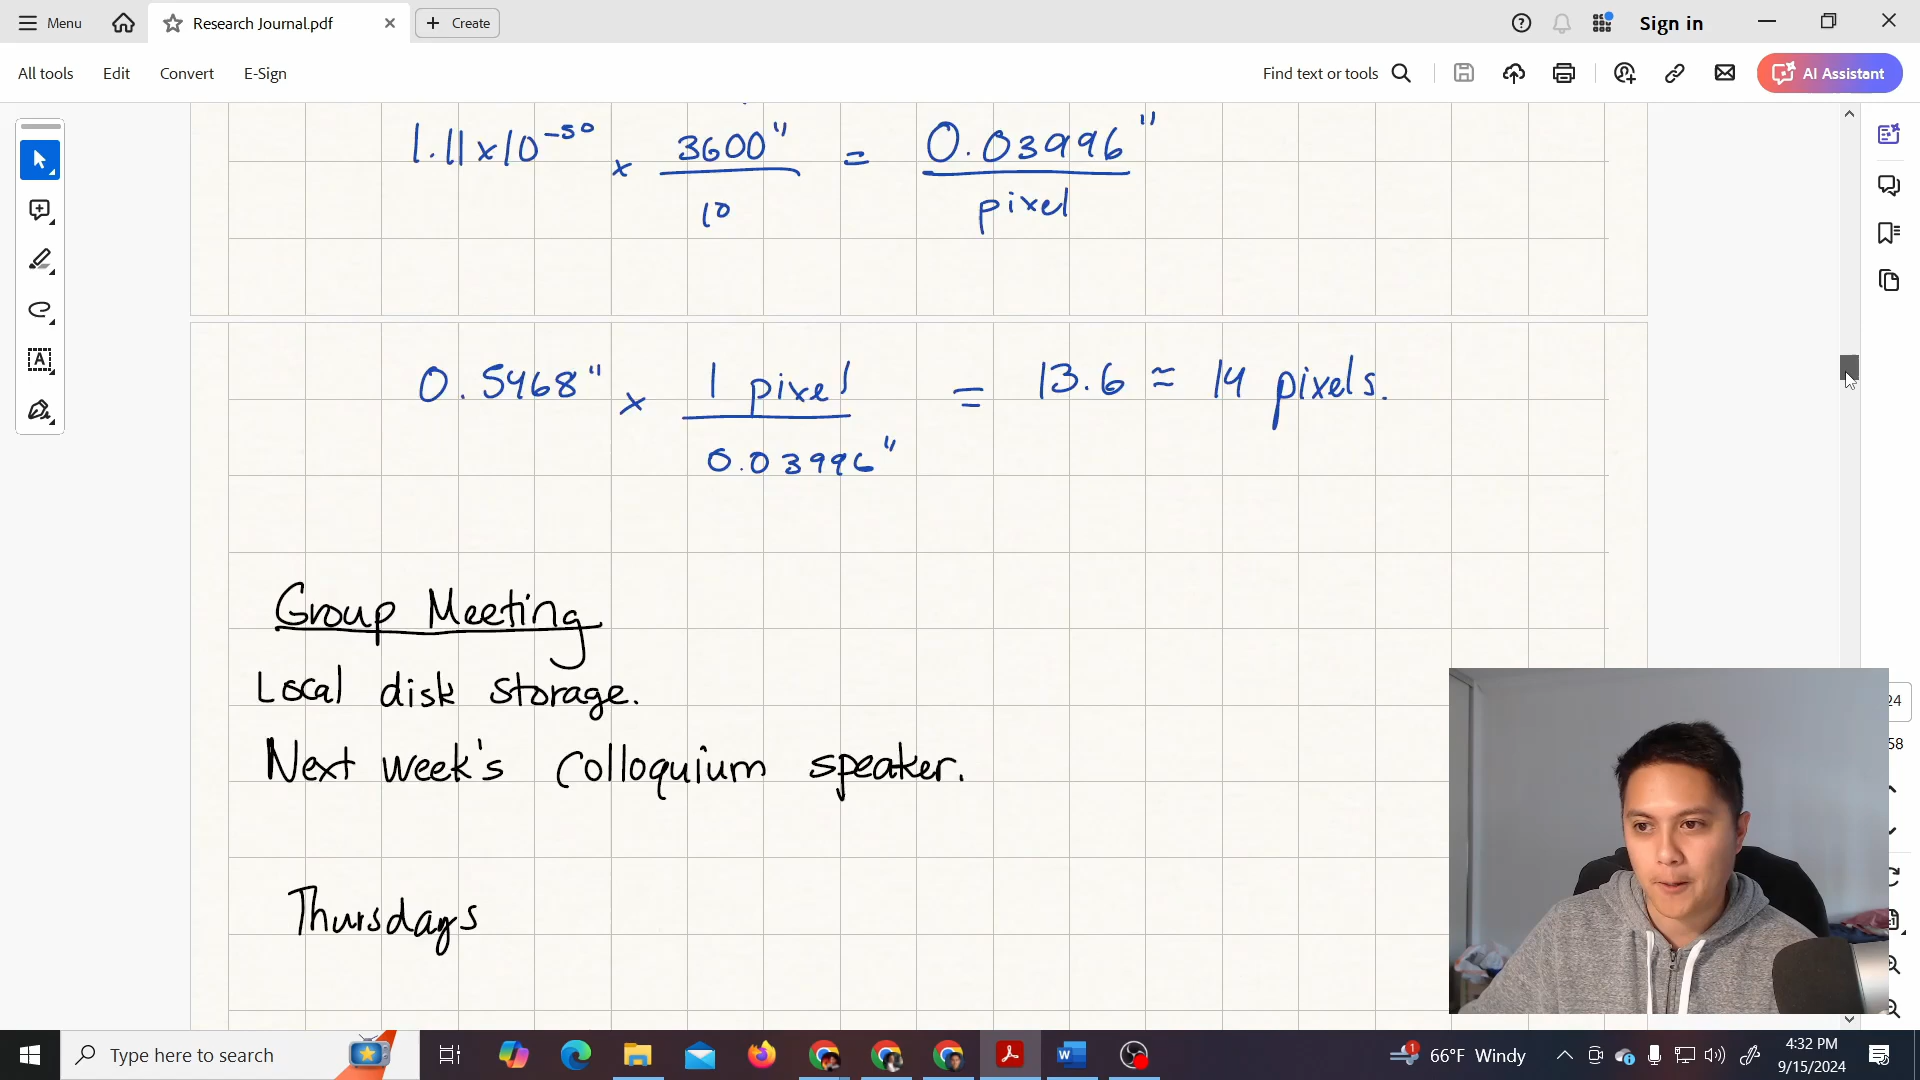 Menu
Research Journal.pdf
Create
Sign in
All tools
Edit
Convert
E-Sign
Find text or tools
AI Assistant
1.11x10⁻⁵⁰ x 3600" / 1⁰ = 0.03996" / pixel
0.5468" x 1 pixel / 0.03996" = 13.6 ≈ 14 pixels.
Group Meeting
Local disk storage.
Next week's colloquium speaker.
Thursdays
24
58
Type here to search
66°F Windy
4:32 PM
9/15/2024